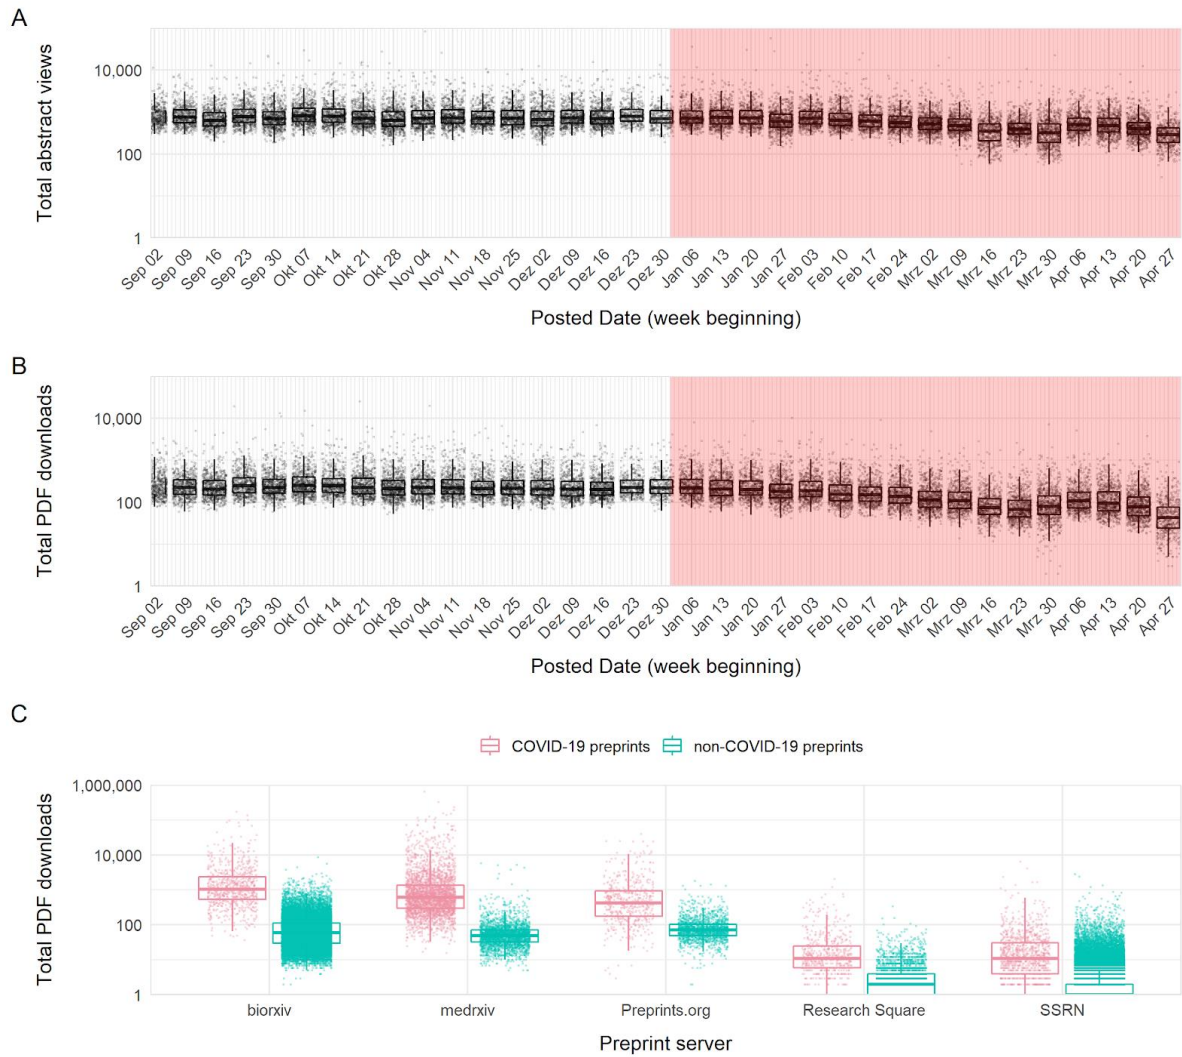 A
Total abstract views
10,000
100
1
Sep 02 Sep 09 Sep 16 Sep 23 Sep 30 Okt 07 Okt 14 Okt 21 Okt 28 Nov 04 Nov 11 Nov 18 Nov 25 Dez 02 Dez 09 Dez 16 Dez 23 Dez 30 Jan 06 Jan 13 Jan 20 Jan 27 Feb 03 Feb 10 Feb 17 Feb 24 Mrz 02 Mrz 09 Mrz 16 Mrz 23 Mrz 30 Apr 06 Apr 13 Apr 20 Apr 27
Posted Date (week beginning)
B
Total PDF downloads
10,000
100
1
Sep 02 Sep 09 Sep 16 Sep 23 Sep 30 Okt 07 Okt 14 Okt 21 Okt 28 Nov 04 Nov 11 Nov 18 Nov 25 Dez 02 Dez 09 Dez 16 Dez 23 Dez 30 Jan 06 Jan 13 Jan 20 Jan 27 Feb 03 Feb 10 Feb 17 Feb 24 Mrz 02 Mrz 09 Mrz 16 Mrz 23 Mrz 30 Apr 06 Apr 13 Apr 20 Apr 27
Posted Date (week beginning)
C
COVID-19 preprints non-COVID-19 preprints
Total PDF downloads
1,000,000
10,000
100
1
biorxiv medrxiv Preprints.org Research Square SSRN
Preprint server